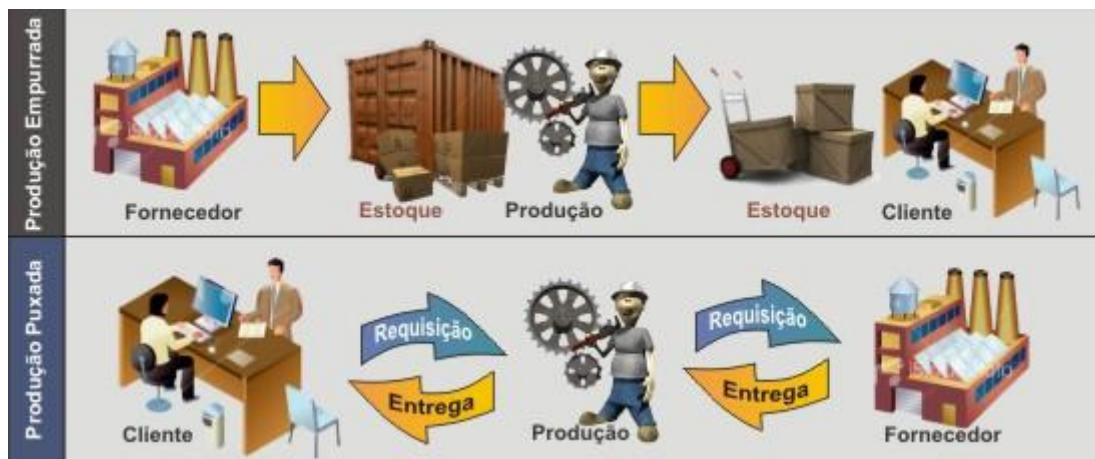 Produção Empurrada
Fornecedor
Estoque
Produção
Estoque
Cliente
Produção Puxada
Requisição
Entrega
Requisição
Entrega
Cliente
Produção
Fornecedor